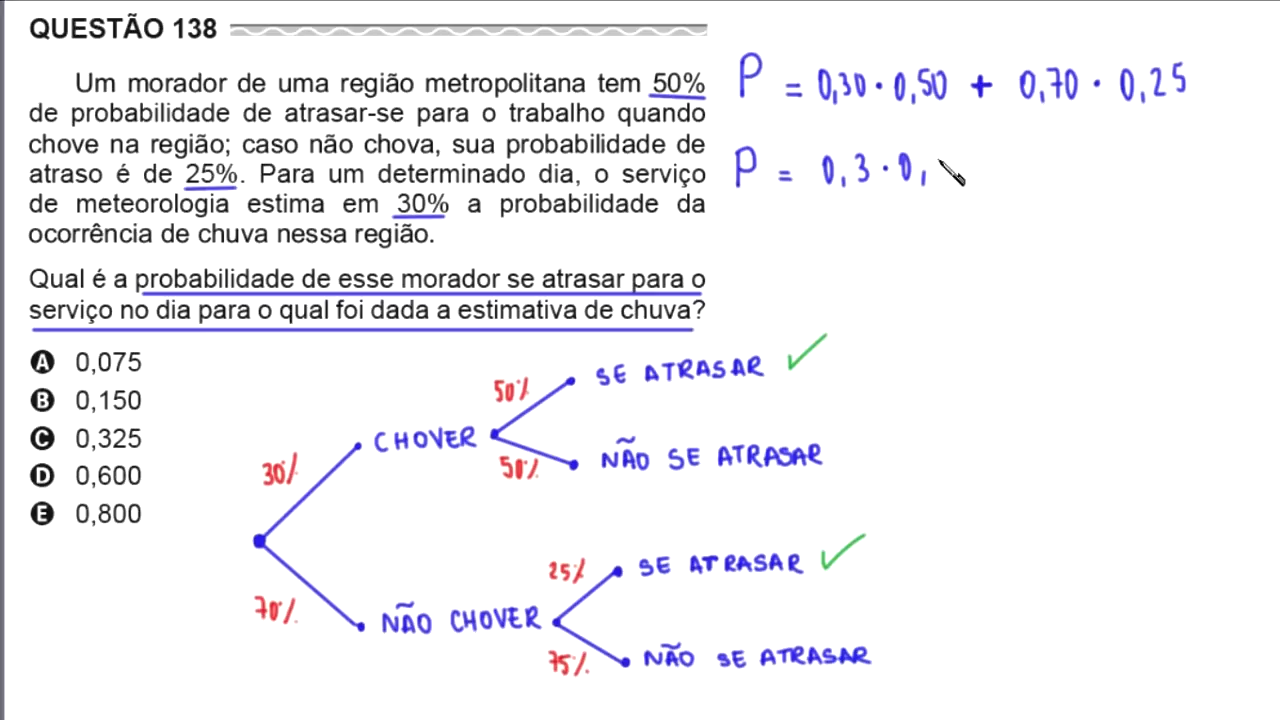 QUESTÃO 138
Um morador de uma região metropolitana tem 50%
de probabilidade de atrasar-se para o trabalho quando
chove na região; caso não chova, sua probabilidade de
atraso é de 25%. Para um determinado dia, o serviço
de meteorologia estima em 30% a probabilidade da
ocorrência de chuva nessa região.
Qual é a probabilidade de esse morador se atrasar para o
serviço no dia para o qual foi dada a estimativa de chuva?
A 0,075
B 0,150
C 0,325
D 0,600
E 0,800
P = 0,30 · 0,50 + 0,70 · 0,25
P = 0,3 · 0,
30%
CHOVER
50%
SE ATRASAR ✓
50%
NÃO SE ATRASAR
70%
NÃO CHOVER
25%
SE ATRASAR ✓
75%
NÃO SE ATRASAR